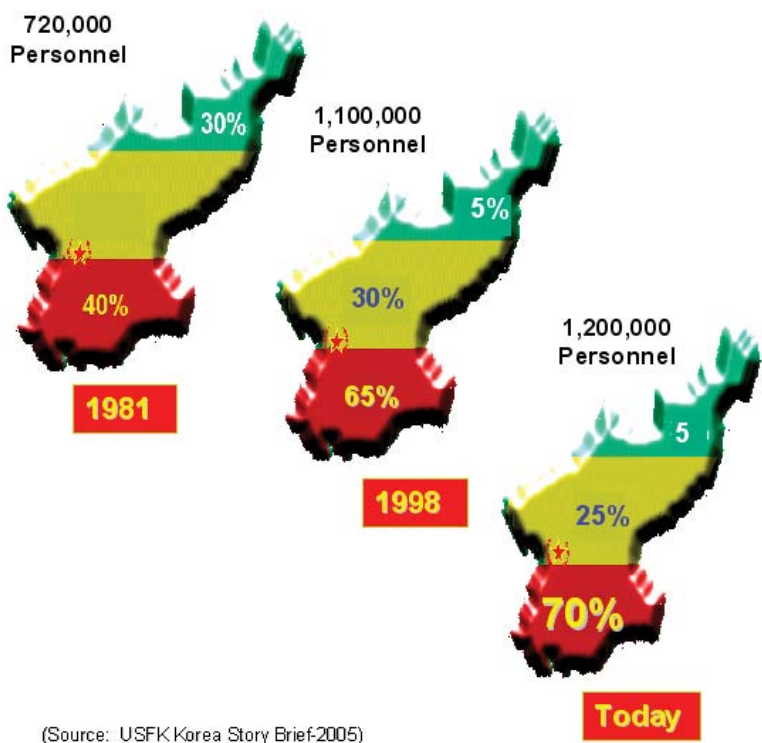 720,000
Personnel
30%
40%
1981
1,100,000
Personnel
5%
30%
65%
1998
1,200,000
Personnel
5
25%
70%
Today
(Source: USFK Korea Story Brief-2005)